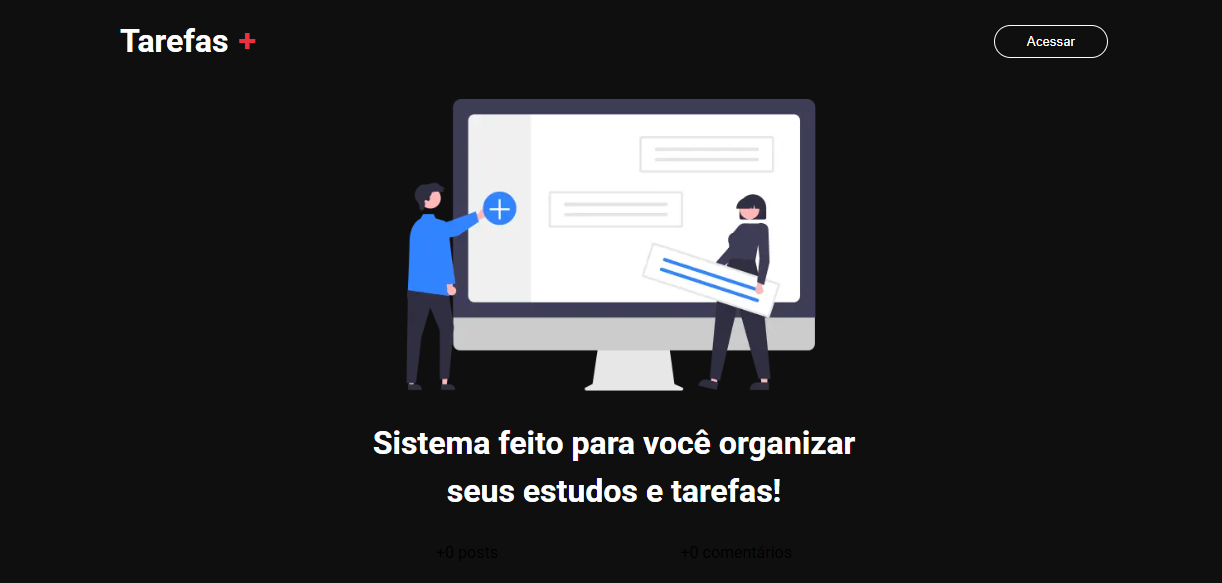 Tarefas +
Acessar
Sistema feito para você organizar
seus estudos e tarefas!
+0 posts
+0 comentários